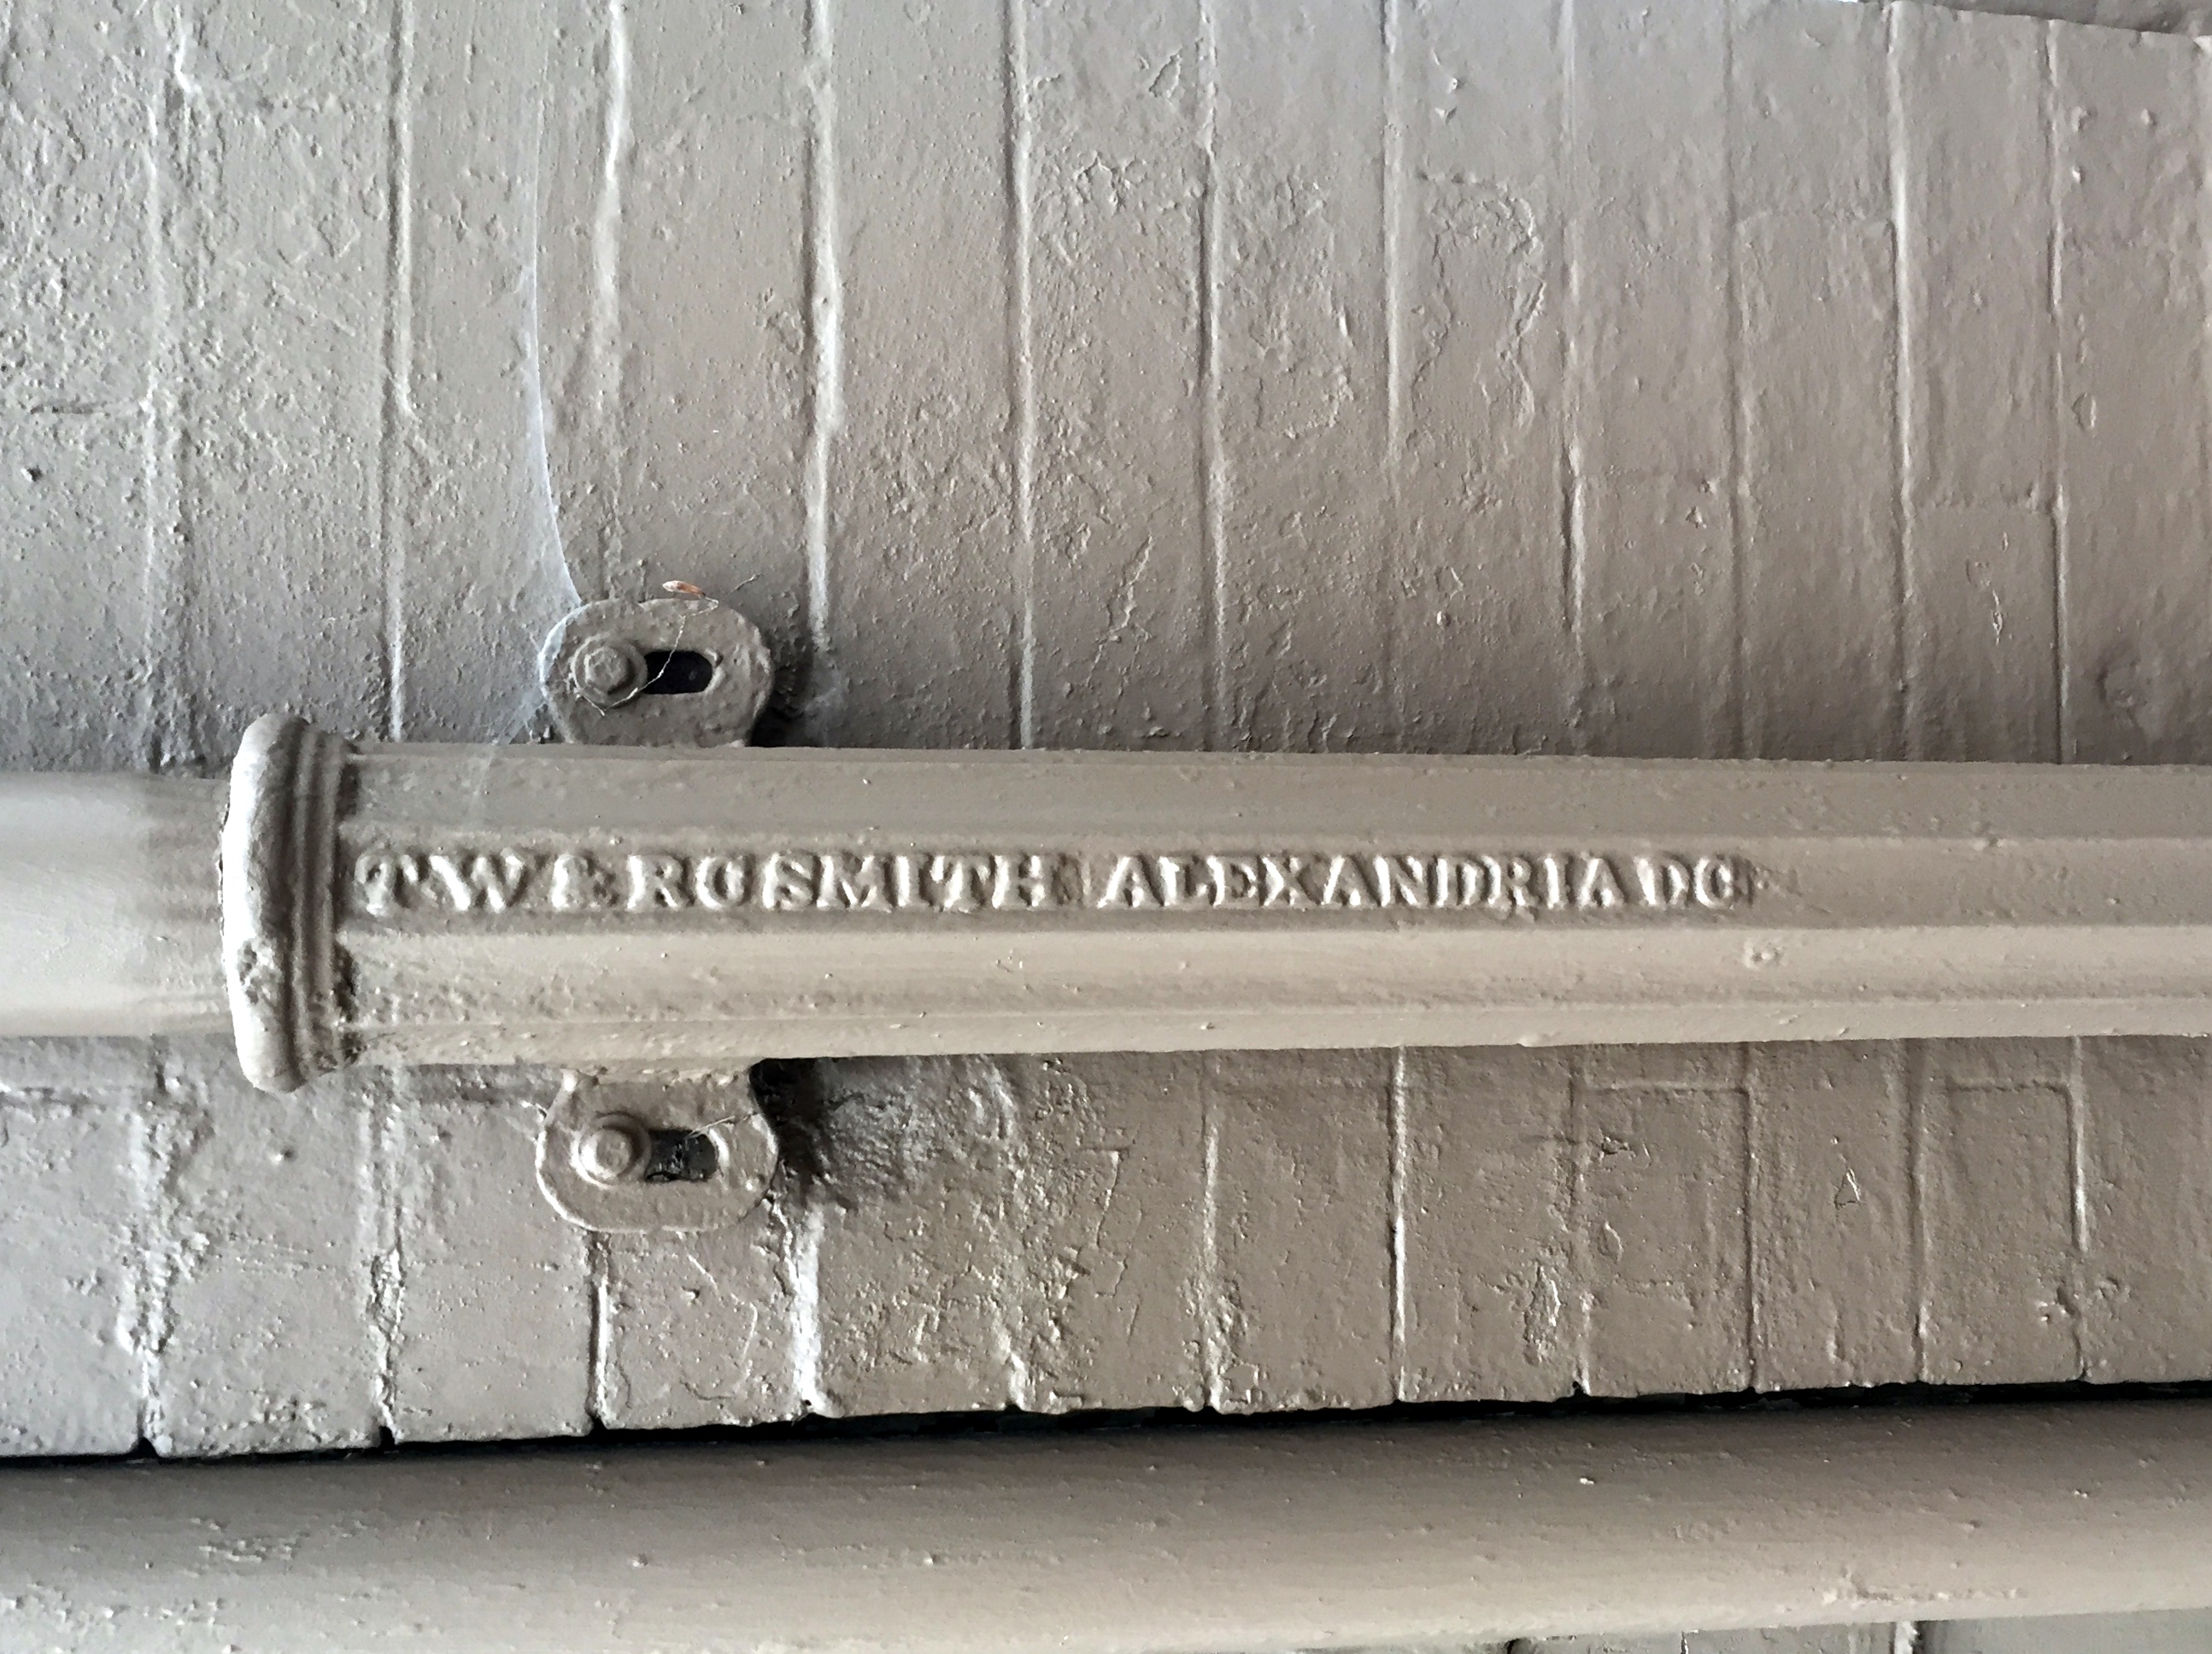 T.W & R.C SMITH ALEXANDRIA D.C.